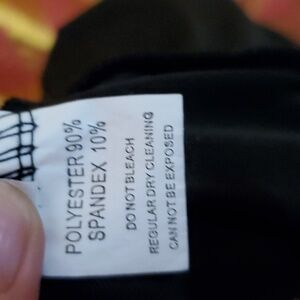 POLYESTER 90%
SPANDEX 10%
DO NOT BLEACH
REGULAR DRY CLEANING
CAN NOT BE EXPOSED